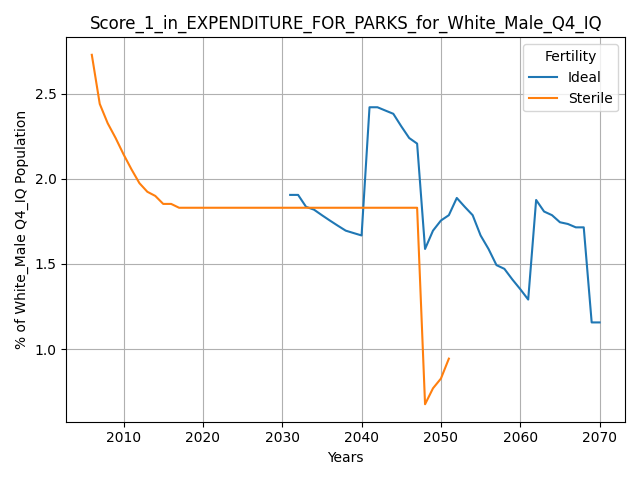 Score_1_in_EXPENDITURE_FOR_PARKS_for_White_Male_Q4_IQ
Fertility
Ideal
Sterile
% of White_Male Q4_IQ Population
2.5
2.0
1.5
1.0
2010 2020 2030 2040 2050 2060 2070
Years